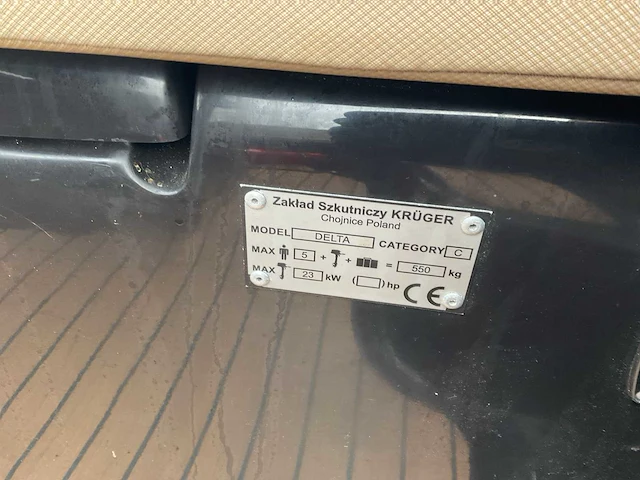 Zakład Szkutniczy KRÜGER
Chojnice Poland
MODEL DELTA CATEGORY C
MAX 5 + + = 550 kg
MAX 23 kW ( ) hp CE